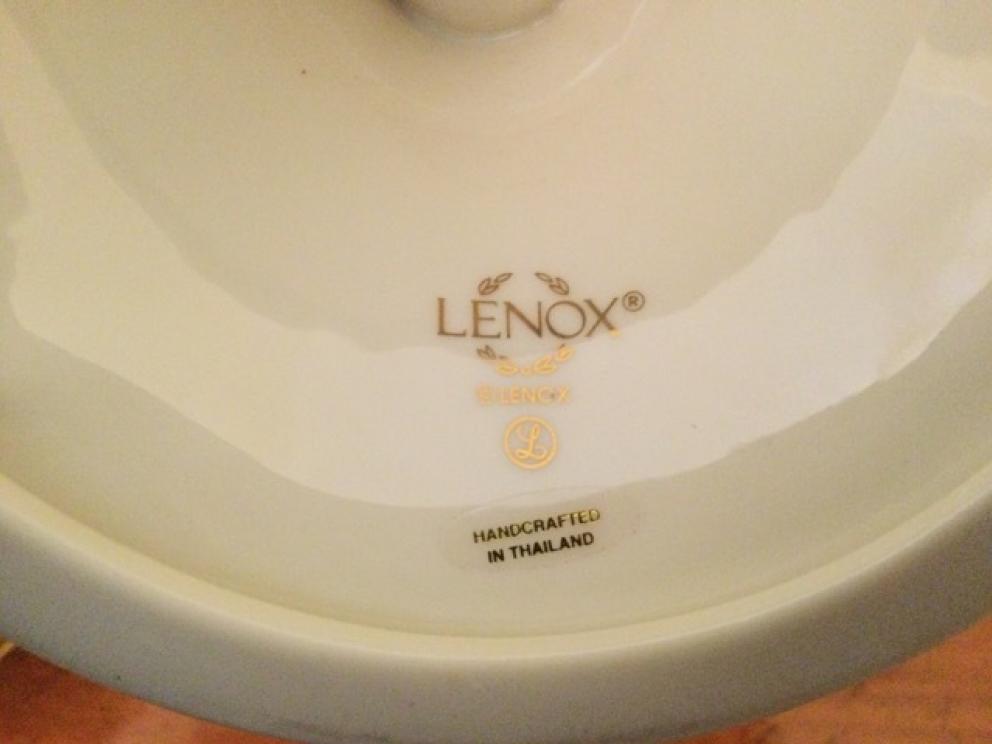 LENOX®
© LENOX
L
HANDCRAFTED
IN THAILAND